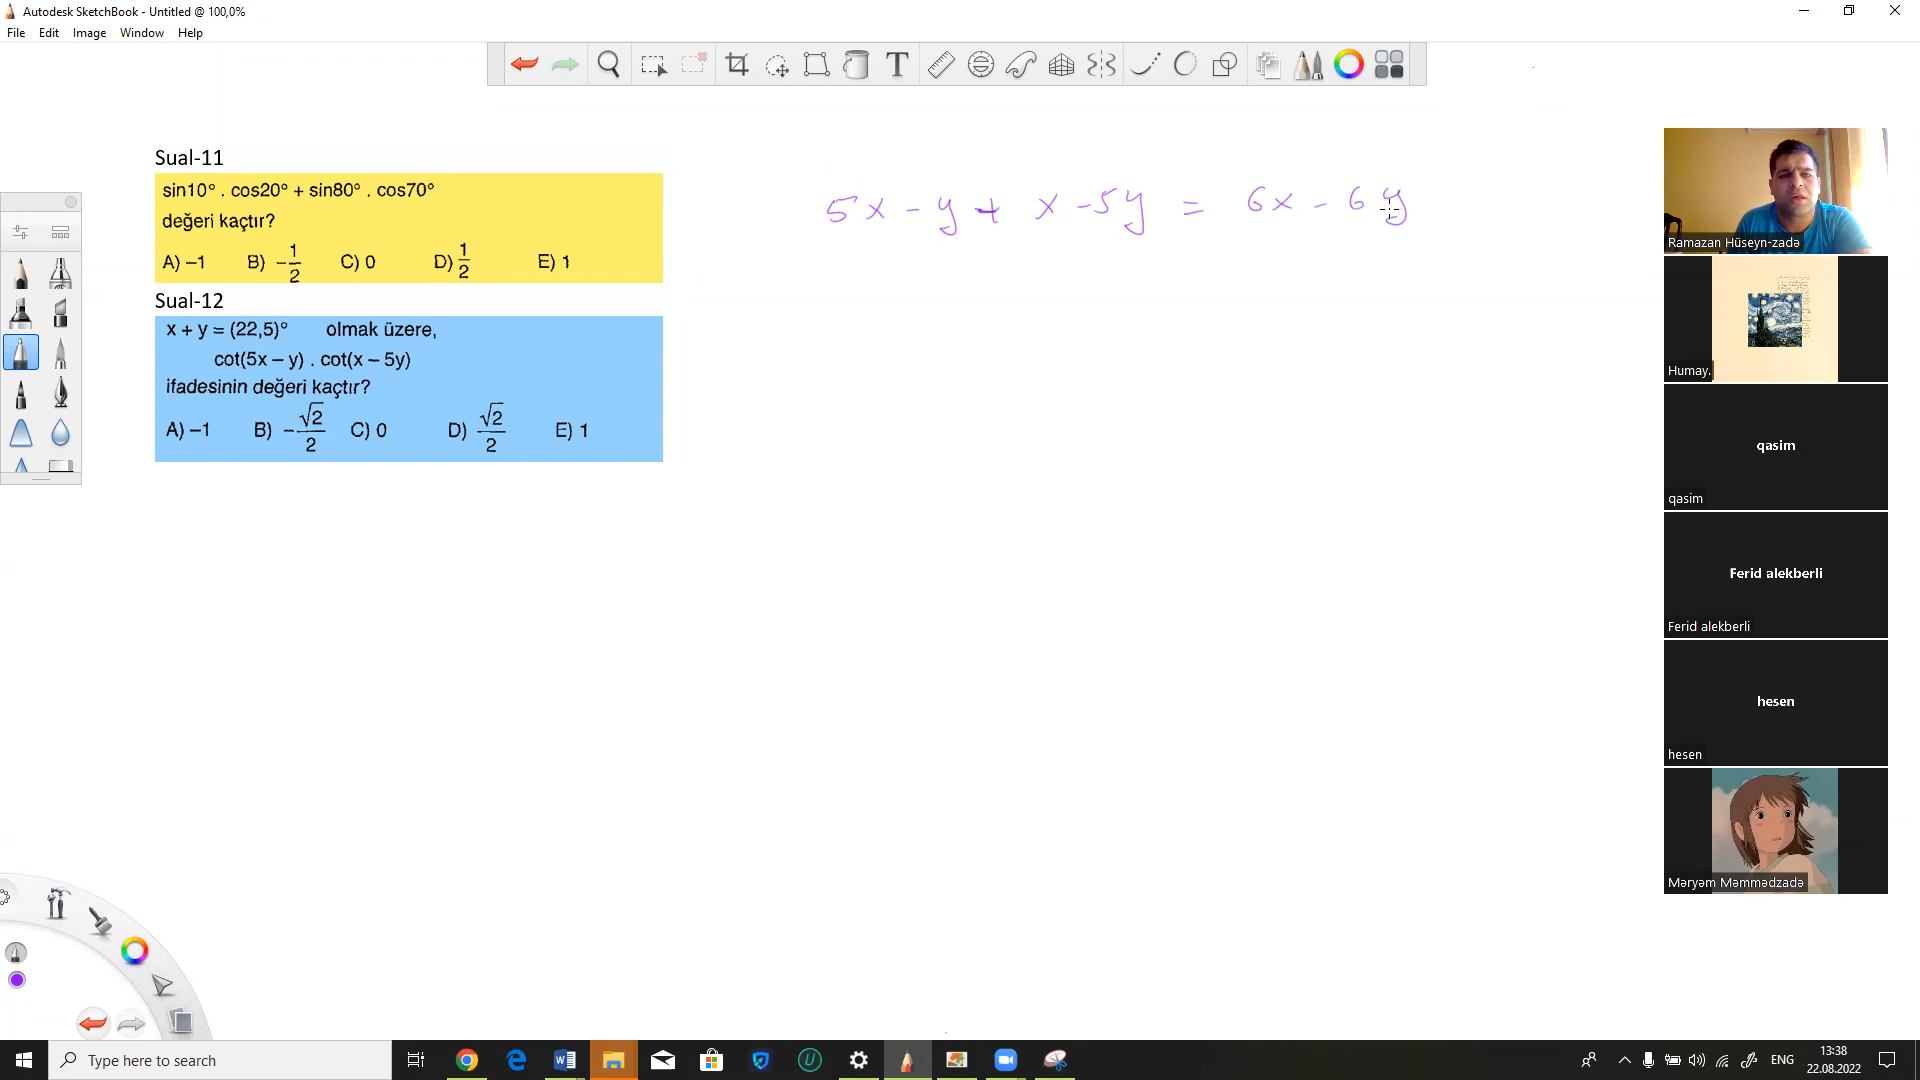 Autodesk SketchBook - Untitled @ 100,0%
File Edit Image Window Help
Sual-11
sin10° . cos20° + sin80° . cos70°
değeri kaçtır?
A) –1 B) –1/2 C) 0 D) 1/2 E) 1
Sual-12
x + y = (22,5)° olmak üzere,
cot(5x – y) . cot(x – 5y)
ifadesinin değeri kaçtır?
A) –1 B) –√2/2 C) 0 D) √2/2 E) 1
5x - y + x - 5y = 6x - 6y
Ramazan Hüseyn-zadə
Humay.
qasim
qasim
Ferid alekberli
Ferid alekberli
hesen
hesen
Məryəm Məmmədzadə
Type here to search
ENG
13:38
22.08.2022